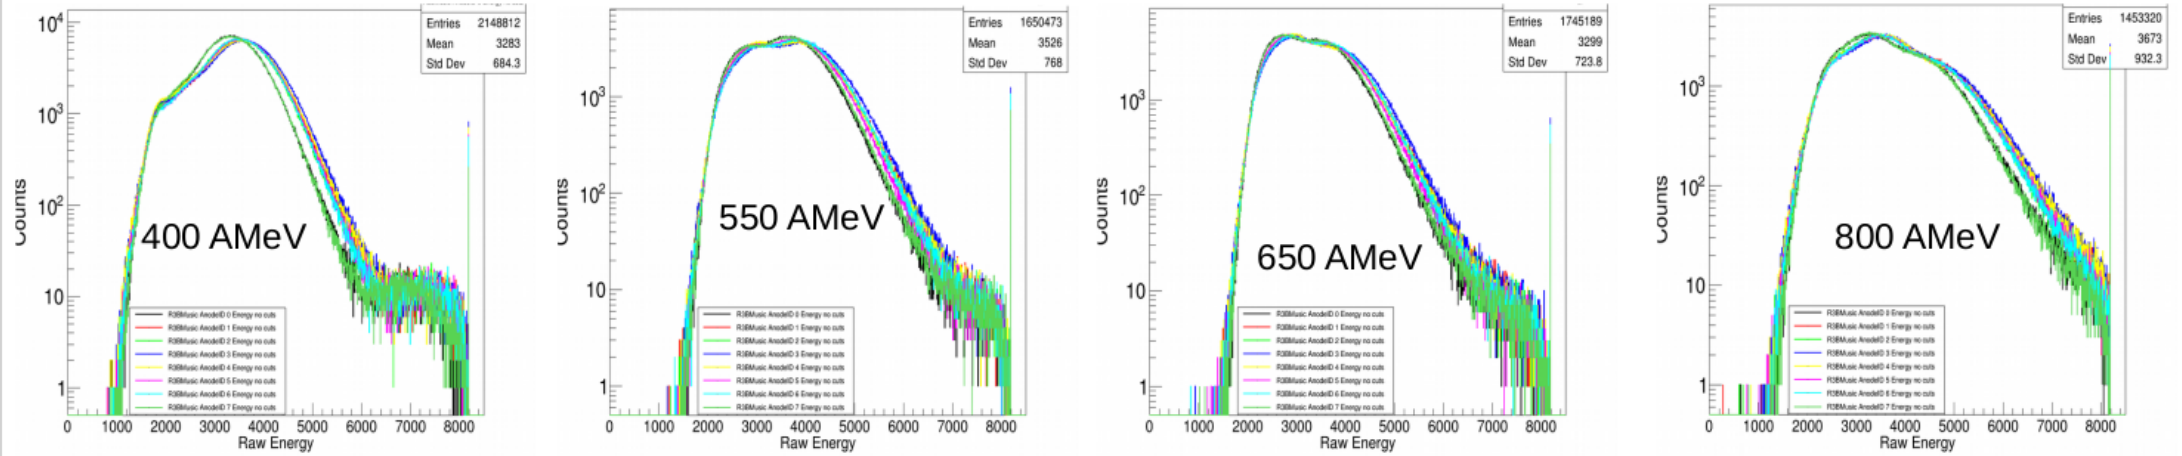 Entries 2148812
Mean 3283
Std Dev 684.3
10⁴
10³
10²
10
1
Counts
400 AMeV
R3BMusic AnodeID 0 Energy no cuts
R3BMusic AnodeID 1 Energy no cuts
R3BMusic AnodeID 2 Energy no cuts
R3BMusic AnodeID 3 Energy no cuts
R3BMusic AnodeID 4 Energy no cuts
R3BMusic AnodeID 5 Energy no cuts
R3BMusic AnodeID 6 Energy no cuts
R3BMusic AnodeID 7 Energy no cuts
0 1000 2000 3000 4000 5000 6000 7000 8000
Raw Energy
Entries 1650473
Mean 3526
Std Dev 768
10³
10²
10
1
Counts
550 AMeV
R3BMusic AnodeID 0 Energy no cuts
R3BMusic AnodeID 1 Energy no cuts
R3BMusic AnodeID 2 Energy no cuts
R3BMusic AnodeID 3 Energy no cuts
R3BMusic AnodeID 4 Energy no cuts
R3BMusic AnodeID 5 Energy no cuts
R3BMusic AnodeID 6 Energy no cuts
R3BMusic AnodeID 7 Energy no cuts
0 1000 2000 3000 4000 5000 6000 7000 8000
Raw Energy
Entries 1745189
Mean 3299
Std Dev 723.8
10³
10²
10
1
Counts
650 AMeV
R3BMusic AnodeID 0 Energy no cuts
R3BMusic AnodeID 1 Energy no cuts
R3BMusic AnodeID 2 Energy no cuts
R3BMusic AnodeID 3 Energy no cuts
R3BMusic AnodeID 4 Energy no cuts
R3BMusic AnodeID 5 Energy no cuts
R3BMusic AnodeID 6 Energy no cuts
R3BMusic AnodeID 7 Energy no cuts
0 1000 2000 3000 4000 5000 6000 7000 8000
Raw Energy
Entries 1453320
Mean 3673
Std Dev 932.3
10³
10²
10
1
Counts
800 AMeV
R3BMusic AnodeID 0 Energy no cuts
R3BMusic AnodeID 1 Energy no cuts
R3BMusic AnodeID 2 Energy no cuts
R3BMusic AnodeID 3 Energy no cuts
R3BMusic AnodeID 4 Energy no cuts
R3BMusic AnodeID 5 Energy no cuts
R3BMusic AnodeID 6 Energy no cuts
R3BMusic AnodeID 7 Energy no cuts
0 1000 2000 3000 4000 5000 6000 7000 8000
Raw Energy